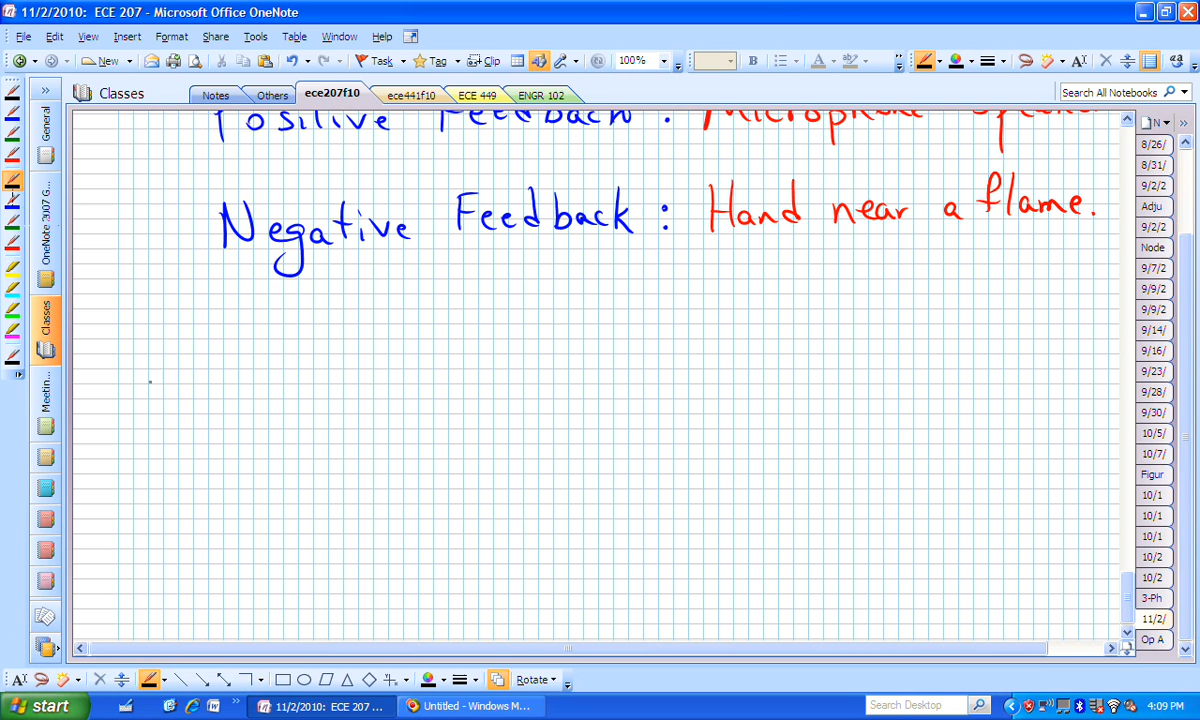 11/2/2010: ECE 207 - Microsoft Office OneNote
File Edit View Insert Format Share Tools Table Window Help
New Task Tag Clip 100% B A ab A
Classes Notes Others ece207f10 ece441f10 ECE 449 ENGR 102 Search All Notebooks
N
General
OneNote 2007 G...
Classes
Meetin...
Positive Feedback : Microphone
Negative Feedback : Hand near a flame.
8/26/
8/31/
9/2/2
Adju
9/2/2
Node
9/7/2
9/9/2
9/9/2
9/14/
9/16/
9/23/
9/28/
9/30/
10/5/
10/7/
Figur
10/1
10/1
10/1
10/2
10/2
3-Ph
11/2/
Op A
A Rotate
start 11/2/2010: ECE 207 ... Untitled - Windows M... Search Desktop 4:09 PM